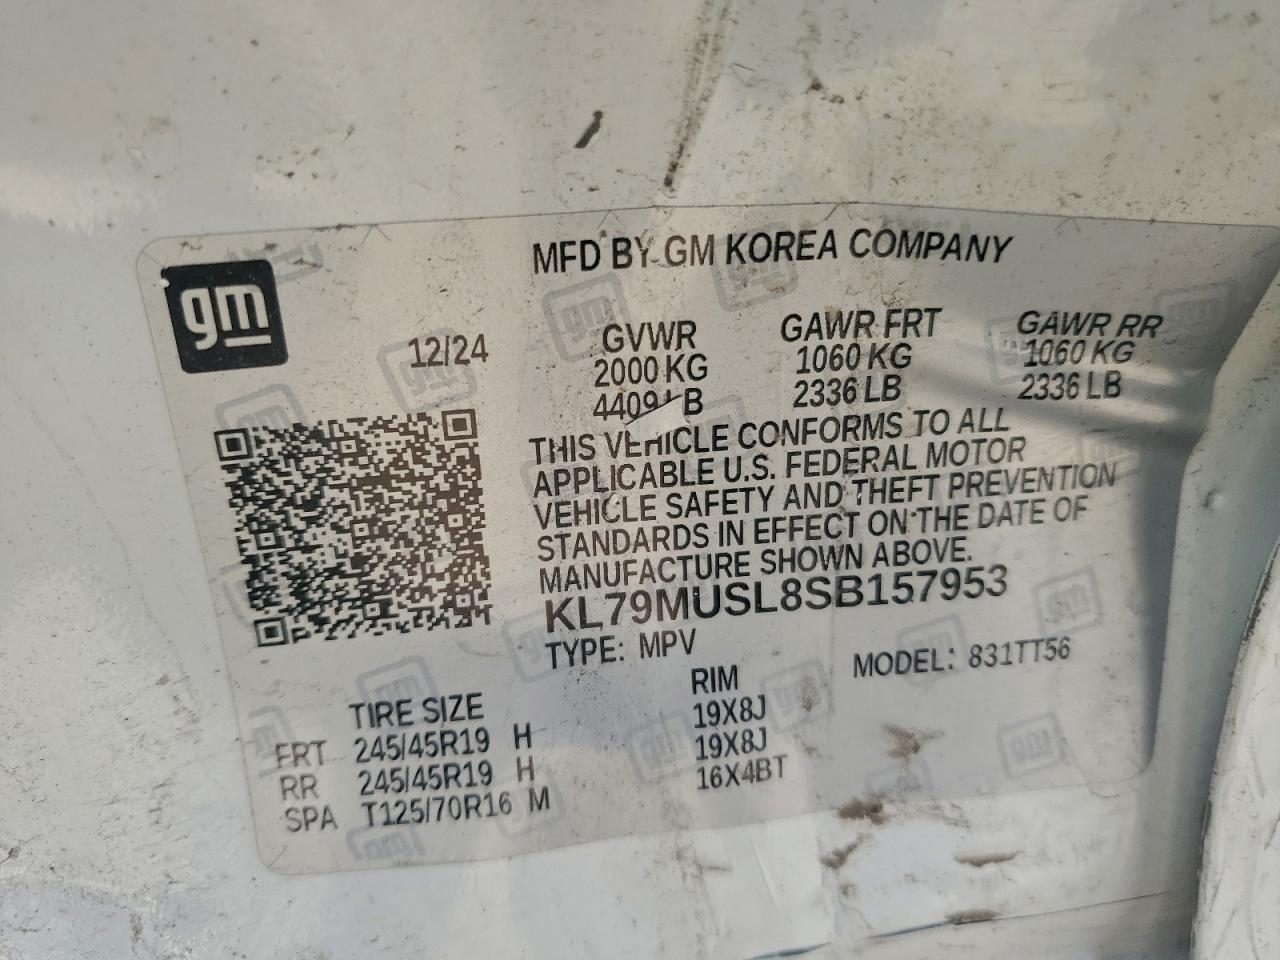 MFD BY GM KOREA COMPANY
gm
12/24
GVWR GAWR FRT GAWR RR
2000 KG 1060 KG 1060 KG
4409 LB 2336 LB 2336 LB
THIS VEHICLE CONFORMS TO ALL
APPLICABLE U.S. FEDERAL MOTOR
VEHICLE SAFETY AND THEFT PREVENTION
STANDARDS IN EFFECT ON THE DATE OF
MANUFACTURE SHOWN ABOVE.
KL79MUSL8SB157953
TYPE: MPV MODEL: 831TT56
TIRE SIZE RIM
FRT 245/45R19 H 19X8J
RR 245/45R19 H 19X8J
SPA T125/70R16 M 16X4BT